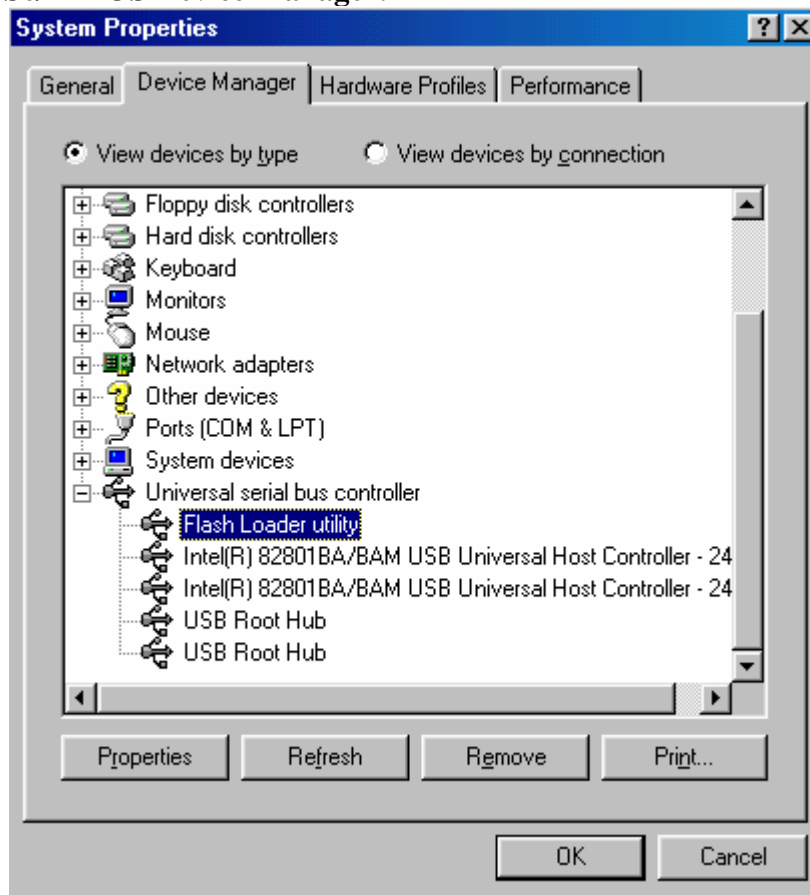 System Properties
General Device Manager Hardware Profiles Performance
View devices by type View devices by connection
Floppy disk controllers
Hard disk controllers
Keyboard
Monitors
Mouse
Network adapters
Other devices
Ports (COM & LPT)
System devices
Universal serial bus controller
Flash Loader utility
Intel(R) 82801BA/BAM USB Universal Host Controller - 24
Intel(R) 82801BA/BAM USB Universal Host Controller - 24
USB Root Hub
USB Root Hub
Properties Refresh Remove Print...
OK Cancel